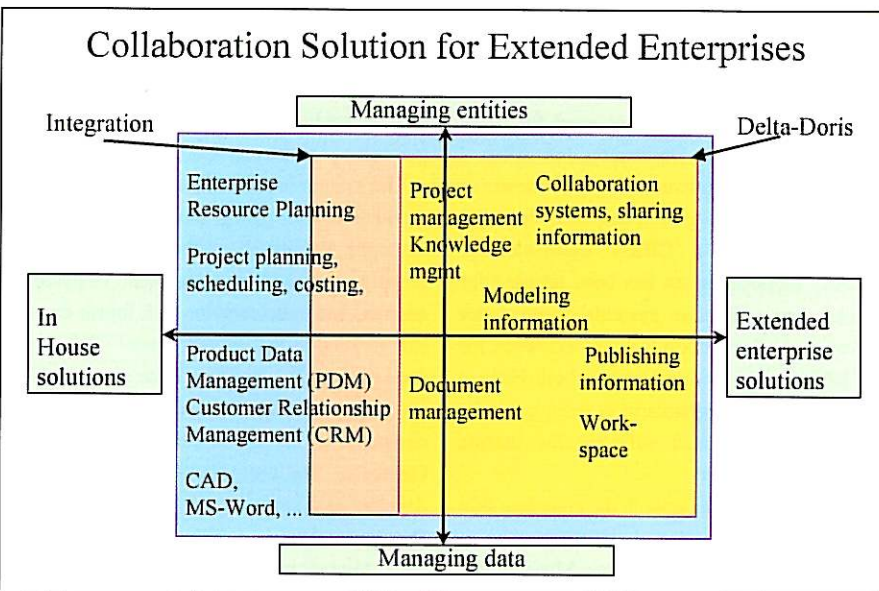 Collaboration Solution for Extended Enterprises
Managing entities
Integration
Delta-Doris
Enterprise
Resource Planning
Project planning,
scheduling, costing,
Project
management
Knowledge
mgmt
Collaboration
systems, sharing
information
Modeling
information
In
House
solutions
Extended
enterprise
solutions
Product Data
Management (PDM)
Customer Relationship
Management (CRM)
CAD,
MS-Word, ...
Document
management
Publishing
information
Work-
space
Managing data